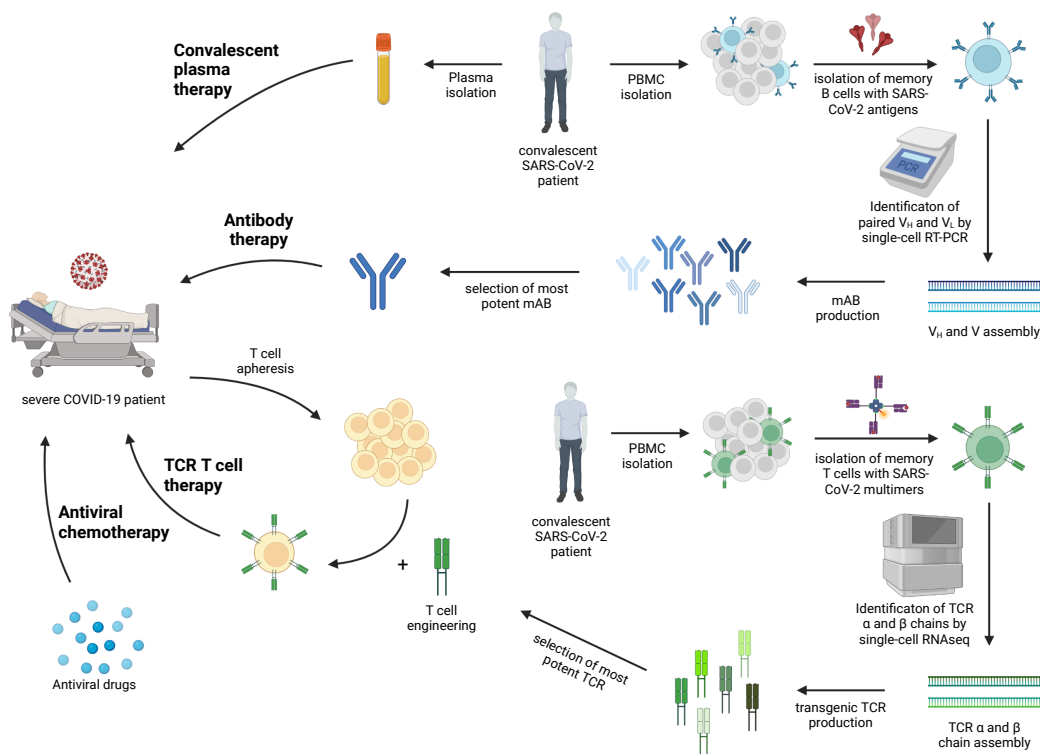 Convalescent
plasma
therapy
Plasma
isolation
convalescent
SARS-CoV-2
patient
PBMC
isolation
isolation of memory
B cells with SARS-
CoV-2 antigens
PCR
Identificaton of
paired VH and VL by
single-cell RT-PCR
VH and V assembly
mAB
production
selection of most
potent mAB
Antibody
therapy
severe COVID-19 patient
T cell
apheresis
TCR T cell
therapy
Antiviral
chemotherapy
Antiviral drugs
+
T cell
engineering
convalescent
SARS-CoV-2
patient
PBMC
isolation
isolation of memory
T cells with SARS-
CoV-2 multimers
Identificaton of TCR
α and β chains by
single-cell RNAseq
TCR α and β
chain assembly
transgenic TCR
production
selection of most
potent TCR